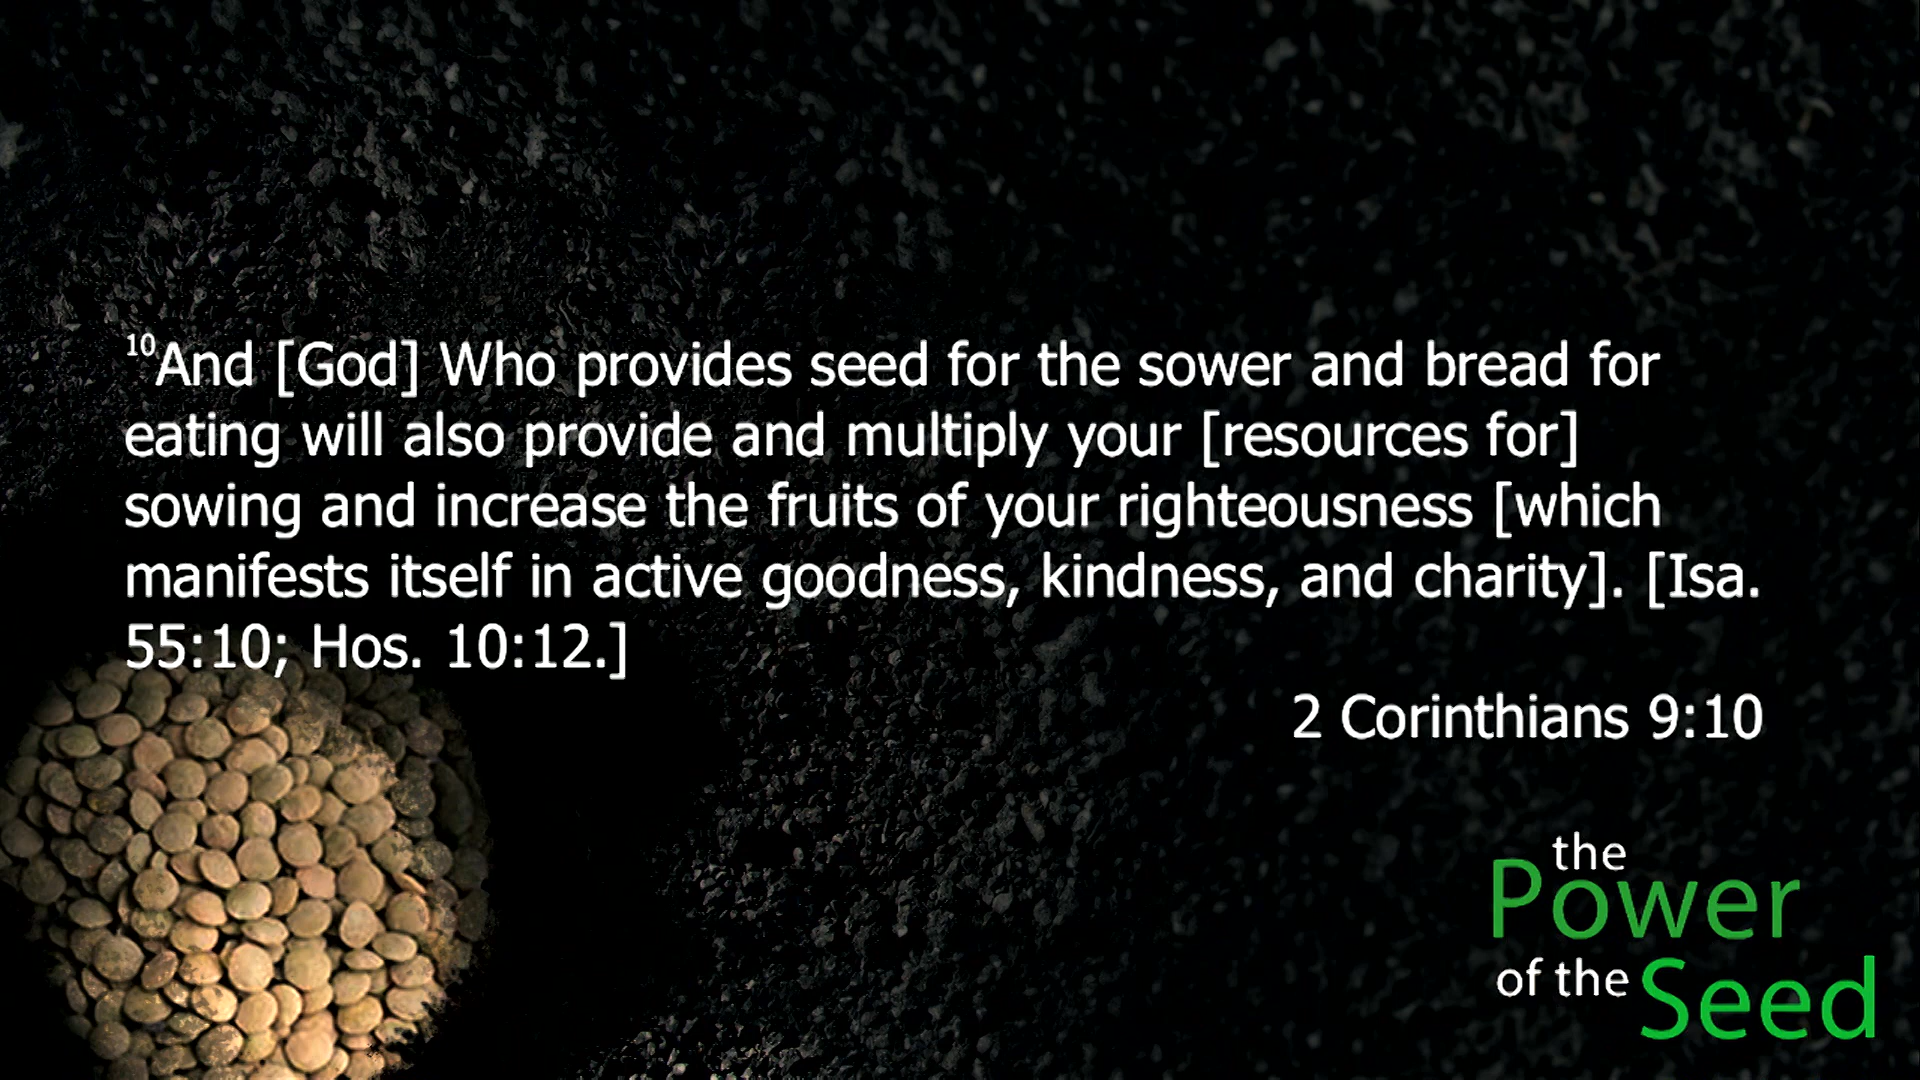 10And [God] Who provides seed for the sower and bread for
eating will also provide and multiply your [resources for]
sowing and increase the fruits of your righteousness [which
manifests itself in active goodness, kindness, and charity]. [Isa.
55:10; Hos. 10:12.]
2 Corinthians 9:10
the
Power
of the Seed